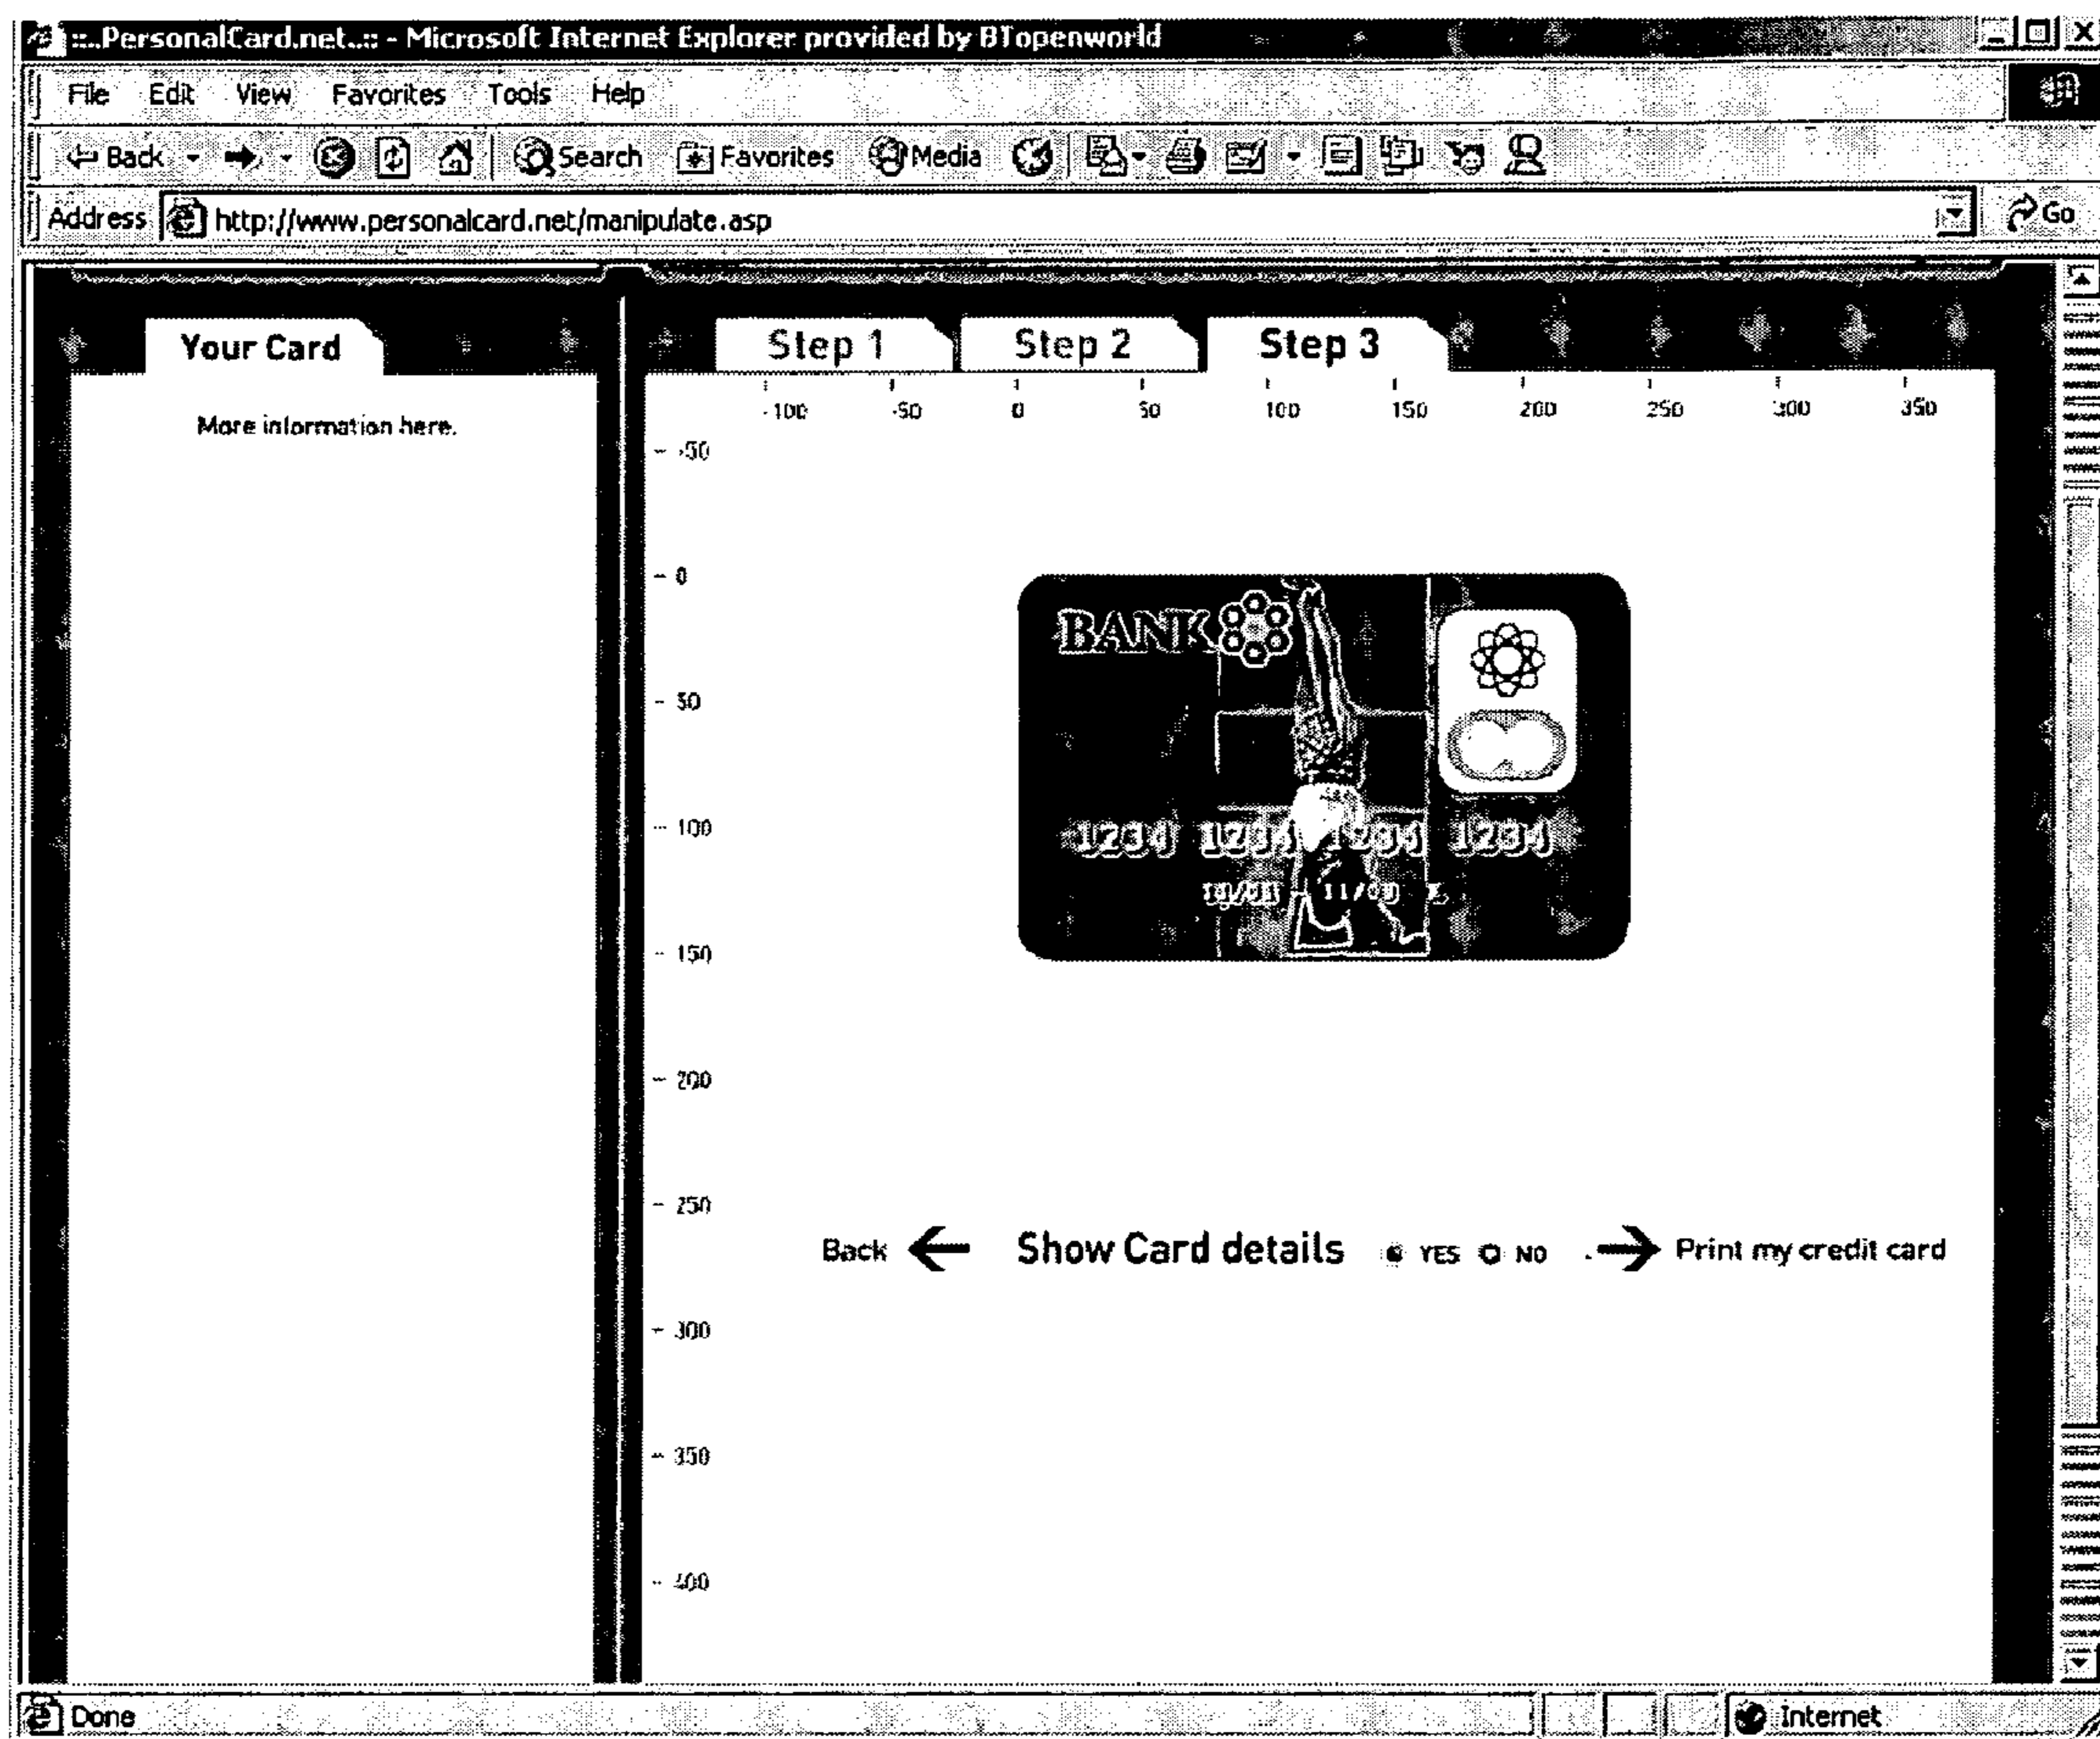 ::..PersonalCard.net..:: - Microsoft Internet Explorer provided by BTopenworld
File Edit View Favorites Tools Help
Back Search Favorites Media
Address http://www.personalcard.net/manipulate.asp Go
Your Card
Step 1 Step 2 Step 3
More information here.
-100 -50 0 50 100 150 200 250 300 350
-50
0
50
100
150
200
250
300
350
400
BANK
1234 1234 1234 1234
Back Show Card details YES NO Print my credit card
Done Internet